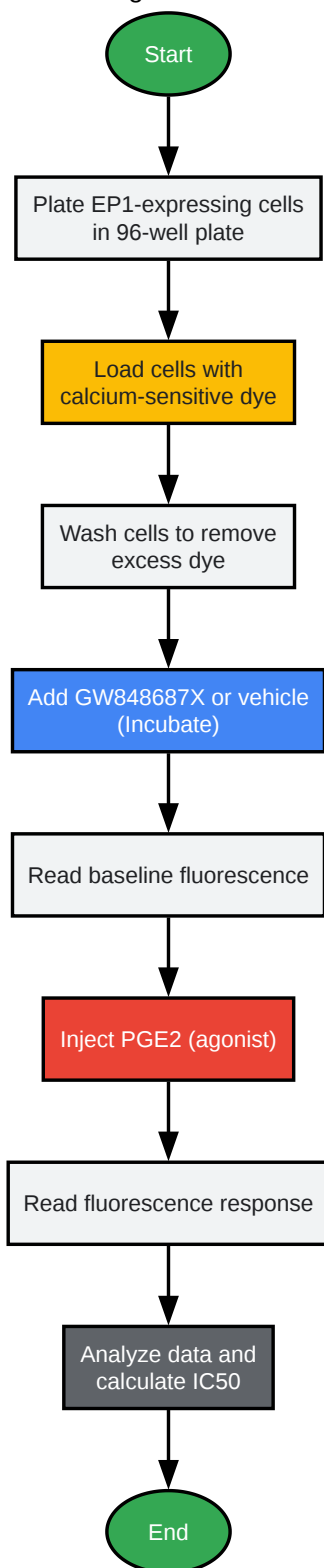 Start
Plate EP1-expressing cells
in 96-well plate
Load cells with
calcium-sensitive dye
Wash cells to remove
excess dye
Add GW848687X or vehicle
(Incubate)
Read baseline fluorescence
Inject PGE2 (agonist)
Read fluorescence response
Analyze data and
calculate IC50
End